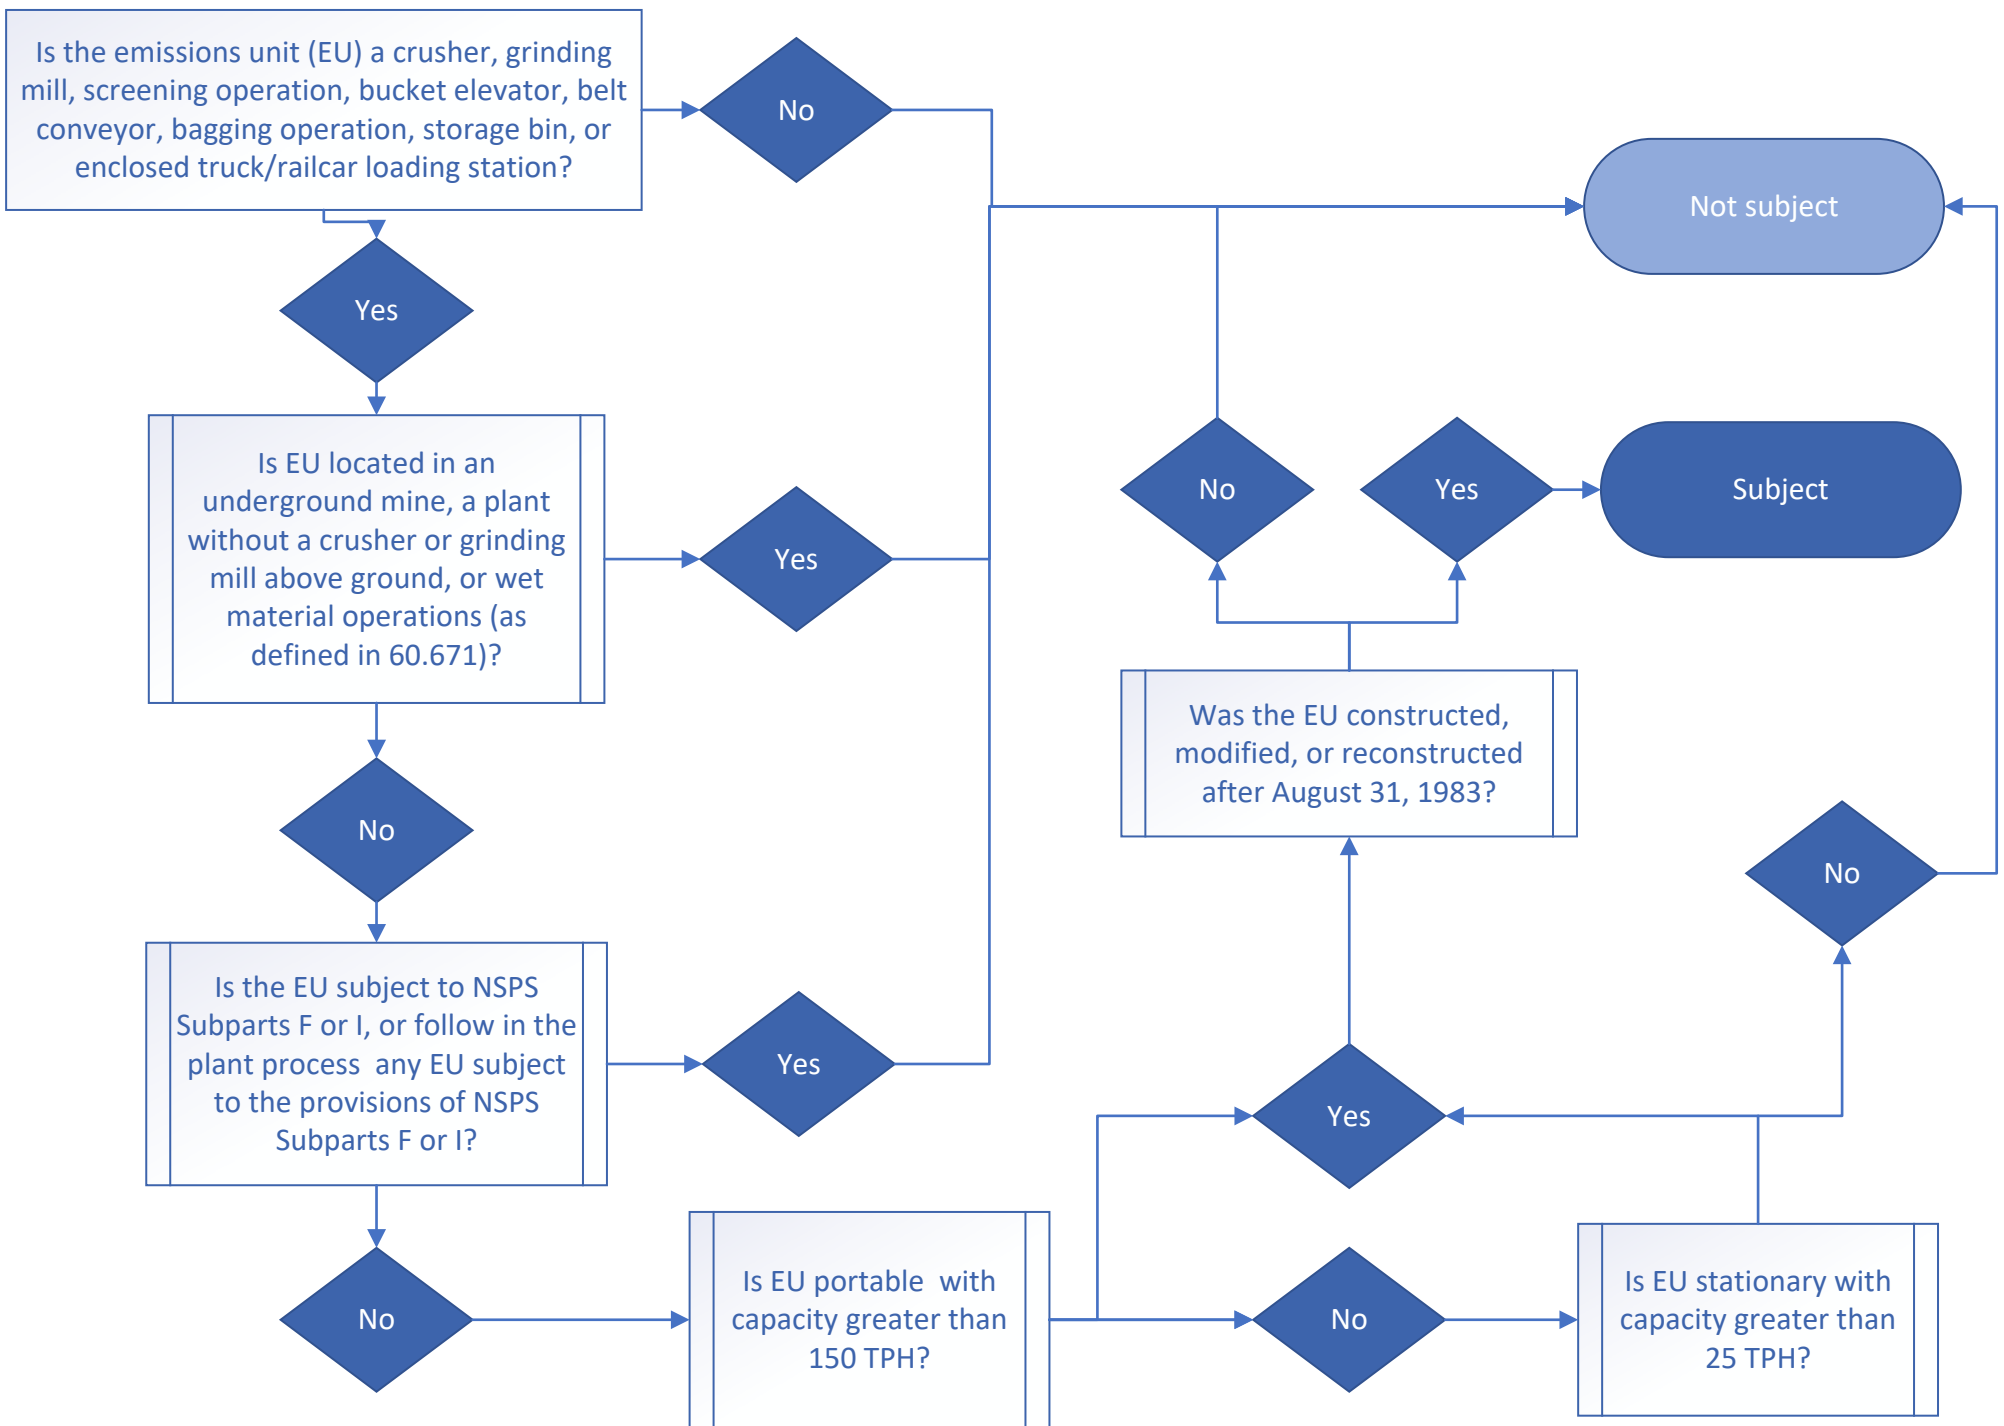 Is the emissions unit (EU) a crusher, grinding
mill, screening operation, bucket elevator, belt
conveyor, bagging operation, storage bin, or
enclosed truck/railcar loading station?
No
Not subject
Yes
Is EU located in an
underground mine, a plant
without a crusher or grinding
mill above ground, or wet
material operations (as
defined in 60.671)?
Yes
No
Yes
Subject
Was the EU constructed,
modified, or reconstructed
after August 31, 1983?
No
No
Is the EU subject to NSPS
Subparts F or I, or follow in the
plant process  any EU subject
to the provisions of NSPS
Subparts F or I?
Yes
Yes
No
Is EU portable  with
capacity greater than
150 TPH?
No
Is EU stationary with
capacity greater than
25 TPH?